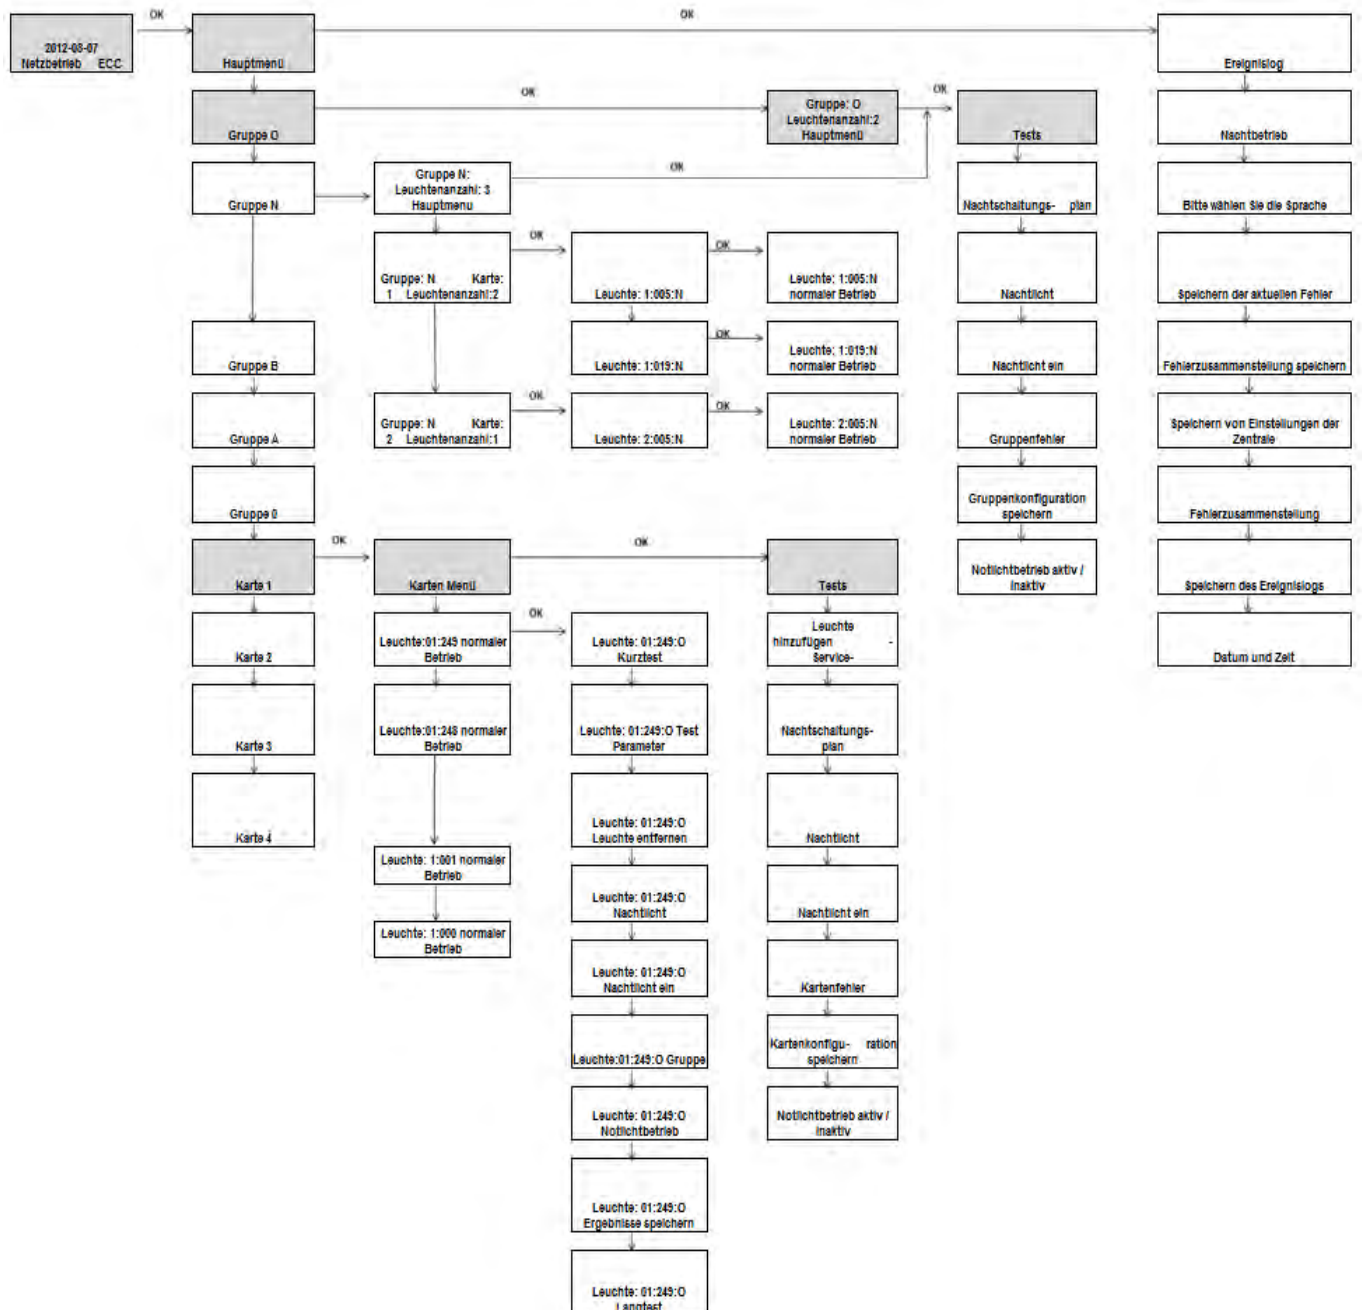 OK
OK
2012-08-07
Netzbetrieb ECC
Hauptmenü
Ereignislog
OK
OK
Gruppe O
Gruppe: O
Leuchtenanzahl:2
Hauptmenü
Tests
Nachtbetrieb
OK
Gruppe N
Gruppe N:
Leuchtenanzahl: 3
Hauptmenu
Nachtschaltungs- plan
Bitte wählen Sie die Sprache
OK
OK
Gruppe: N Karte:
1 Leuchtenanzahl:2
Leuchte: 1:005:N
Leuchte: 1:005:N
normaler Betrieb
Nachtlicht
Speichern der aktuellen Fehler
OK
Gruppe B
Leuchte: 1:019:N
Leuchte: 1:019:N
normaler Betrieb
Nachtlicht ein
Fehlerzusammenstellung speichern
OK
OK
Gruppe A
Gruppe: N Karte:
2 Leuchtenanzahl:1
Leuchte: 2:005:N
Leuchte: 2:005:N
normaler Betrieb
Gruppenfehler
Speichern von Einstellungen der
Zentrale
Gruppe 0
Gruppenkonfiguration
speichern
Fehlerzusammenstellung
OK
OK
Karte 1
Karten Menü
Tests
Notlichtbetrieb aktiv /
inaktiv
Speichern des Ereignislogs
OK
Karte 2
Leuchte:01:249 normaler
Betrieb
Leuchte: 01:249:O
Kurztest
Leuchte
hinzufügen -
Service-
Datum und Zeit
Karte 3
Leuchte:01:248 normaler
Betrieb
Leuchte: 01:249:O Test
Parameter
Nachtschaltungs-
plan
Karte 4
Leuchte: 01:249:O
Leuchte entfernen
Nachtlicht
Leuchte: 1:001 normaler
Betrieb
Leuchte: 01:249:O
Nachtlicht
Nachtlicht ein
Leuchte: 1:000 normaler
Betrieb
Leuchte: 01:249:O
Nachtlicht ein
Kartenfehler
Leuchte:01:249:O Gruppe
Kartenkonfigu- ration
speichern
Leuchte: 01:249:O
Notlichtbetrieb
Notlichtbetrieb aktiv /
inaktiv
Leuchte: 01:249:O
Ergebnisse speichern
Leuchte: 01:249:O
Langtest